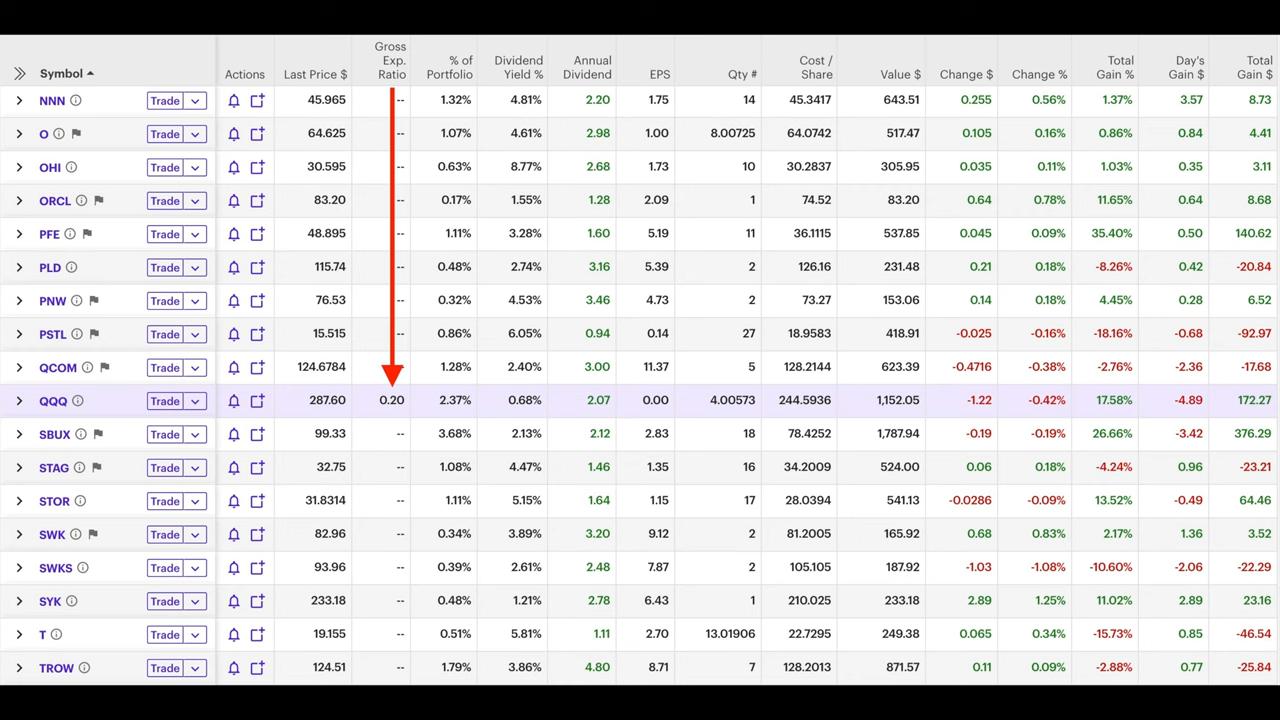 Symbol Actions Last Price $ Gross Exp. Ratio % of Portfolio Dividend Yield % Annual Dividend EPS Qty # Cost / Share Value $ Change $ Change % Total Gain % Day's Gain $ Total Gain $
NNN Trade 45.965 -- 1.32% 4.81% 2.20 1.75 14 45.3417 643.51 0.255 0.56% 1.37% 3.57 8.73
O Trade 64.625 -- 1.07% 4.61% 2.98 1.00 8.00725 64.0742 517.47 0.105 0.16% 0.86% 0.84 4.41
OHI Trade 30.595 -- 0.63% 8.77% 2.68 1.73 10 30.2837 305.95 0.035 0.11% 1.03% 0.35 3.11
ORCL Trade 83.20 -- 0.17% 1.55% 1.28 2.09 1 74.52 83.20 0.64 0.78% 11.65% 0.64 8.68
PFE Trade 48.895 -- 1.11% 3.28% 1.60 5.19 11 36.1115 537.85 0.045 0.09% 35.40% 0.50 140.62
PLD Trade 115.74 -- 0.48% 2.74% 3.16 5.39 2 126.16 231.48 0.21 0.18% -8.26% 0.42 -20.84
PNW Trade 76.53 -- 0.32% 4.53% 3.46 4.73 2 73.27 153.06 0.14 0.18% 4.45% 0.28 6.52
PSTL Trade 15.515 -- 0.86% 6.05% 0.94 0.14 27 18.9583 418.91 -0.025 -0.16% -18.16% -0.68 -92.97
QCOM Trade 124.6784 -- 1.28% 2.40% 3.00 11.37 5 128.2144 623.39 -0.4716 -0.38% -2.76% -2.36 -17.68
QQQ Trade 287.60 0.20 2.37% 0.68% 2.07 0.00 4.00573 244.5936 1,152.05 -1.22 -0.42% 17.58% -4.89 172.27
SBUX Trade 99.33 -- 3.68% 2.13% 2.12 2.83 18 78.4252 1,787.94 -0.19 -0.19% 26.66% -3.42 376.29
STAG Trade 32.75 -- 1.08% 4.47% 1.46 1.35 16 34.2009 524.00 0.06 0.18% -4.24% 0.96 -23.21
STOR Trade 31.8314 -- 1.11% 5.15% 1.64 1.15 17 28.0394 541.13 -0.0286 -0.09% 13.52% -0.49 64.46
SWK Trade 82.96 -- 0.34% 3.89% 3.20 9.12 2 81.2005 165.92 0.68 0.83% 2.17% 1.36 3.52
SWKS Trade 93.96 -- 0.39% 2.61% 2.48 7.87 2 105.105 187.92 -1.03 -1.08% -10.60% -2.06 -22.29
SYK Trade 233.18 -- 0.48% 1.21% 2.78 6.43 1 210.025 233.18 2.89 1.25% 11.02% 2.89 23.16
T Trade 19.155 -- 0.51% 5.81% 1.11 2.70 13.01906 22.7295 249.38 0.065 0.34% -15.73% 0.85 -46.54
TROW Trade 124.51 -- 1.79% 3.86% 4.80 8.71 7 128.2013 871.57 0.11 0.09% -2.88% 0.77 -25.84